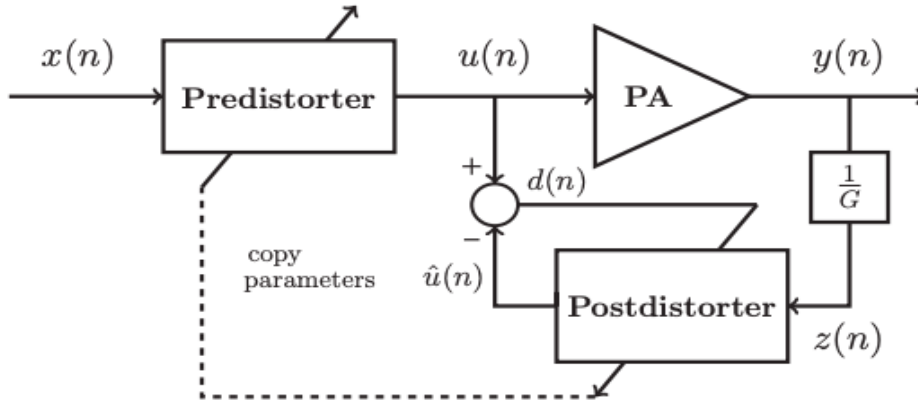 x(n)
u(n)
y(n)
Predistorter
PA
+
d(n)
1
G
−
copy
parameters
û(n)
Postdistorter
z(n)